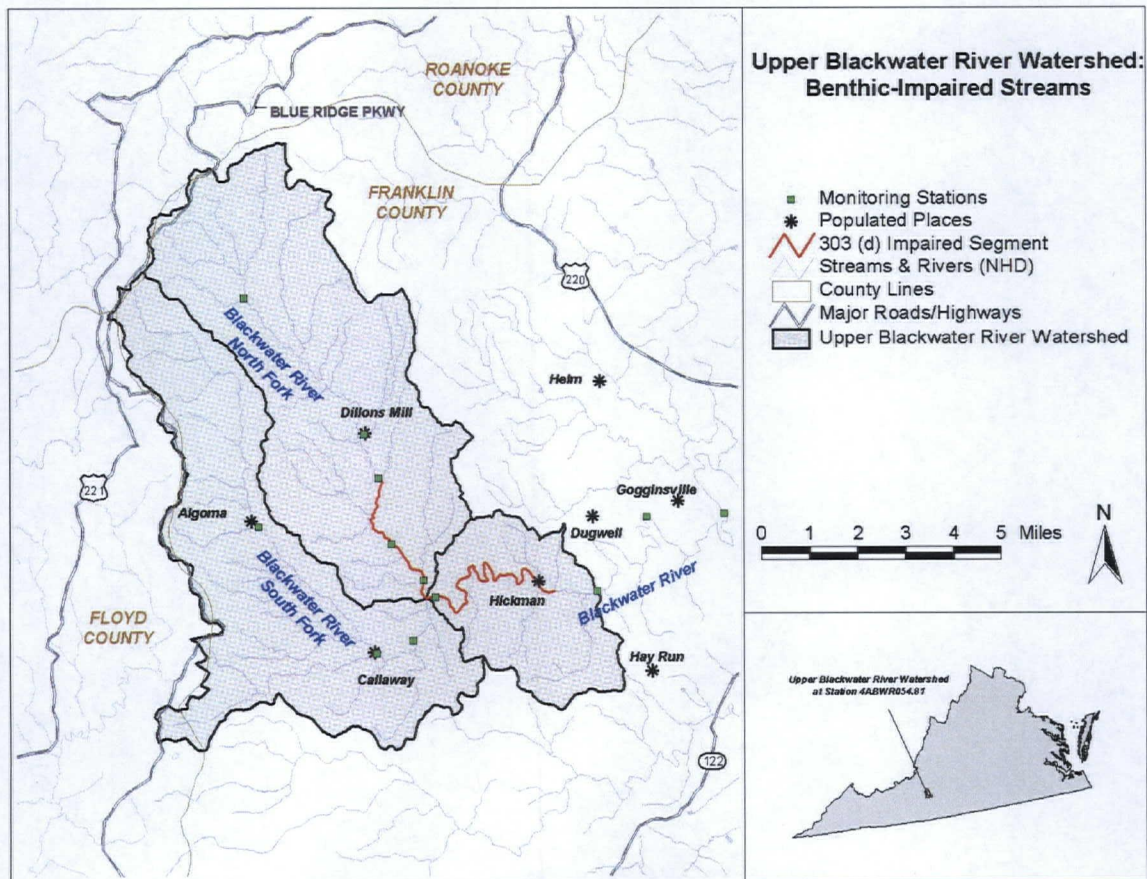 Upper Blackwater River Watershed:
Benthic-Impaired Streams
Monitoring Stations
Populated Places
303 (d) Impaired Segment
Streams & Rivers (NHD)
County Lines
Major Roads/Highways
Upper Blackwater River Watershed
0 1 2 3 4 5 Miles
N
Upper Blackwater River Watershed
at Station 4ABWR054.81
ROANOKE
COUNTY
BLUE RIDGE PKWY
FRANKLIN
COUNTY
220
Blackwater River
North Fork
Helm
Dillons Mill
221
Algoma
Gogginsville
Dugwell
Blackwater River
South Fork
Hickman
Blackwater River
FLOYD
COUNTY
Callaway
Hay Run
122